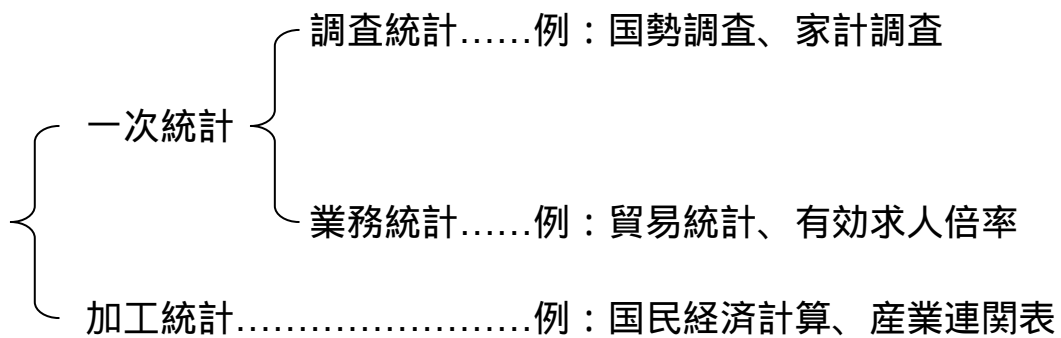 調査統計......例：国勢調査、家計調査
一次統計
業務統計......例：貿易統計、有効求人倍率
加工統計........................例：国民経済計算、産業連関表